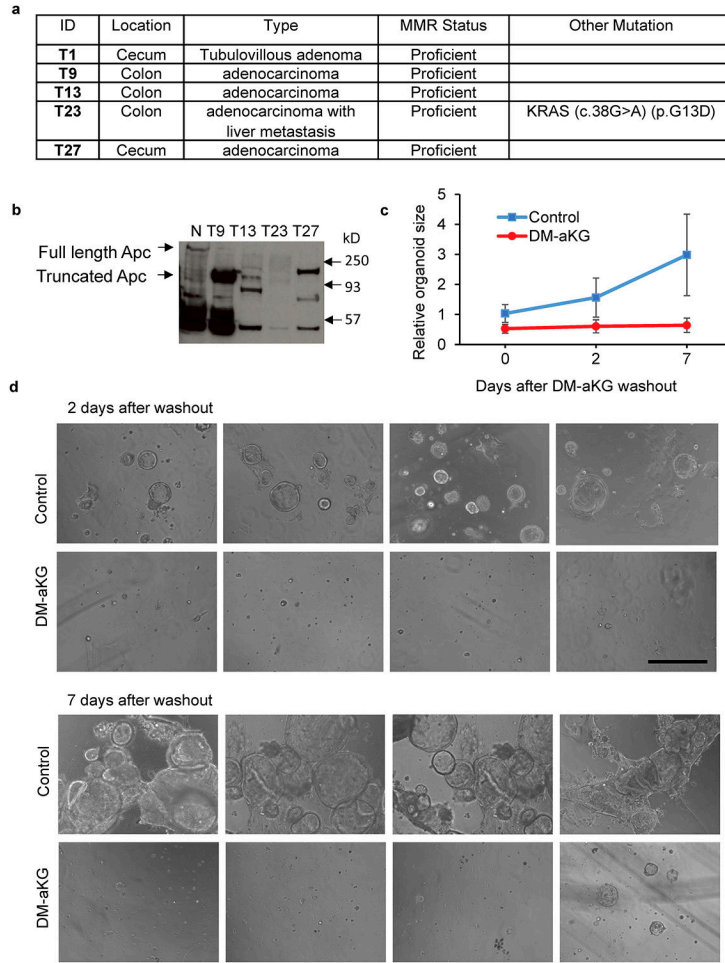 a
ID Location Type MMR Status Other Mutation
T1 Cecum Tubulovillous adenoma Proficient
T9 Colon adenocarcinoma Proficient
T13 Colon adenocarcinoma Proficient
T23 Colon adenocarcinoma with liver metastasis Proficient KRAS (c.38G>A) (p.G13D)
T27 Cecum adenocarcinoma Proficient
b
N T9 T13 T23 T27 kD
Full length Apc
Truncated Apc
250
93
57
c
Relative organoid size
5
4
3
2
1
0
Control
DM-aKG
0 2 7
Days after DM-aKG washout
d
2 days after washout
Control
DM-aKG
7 days after washout
Control
DM-aKG